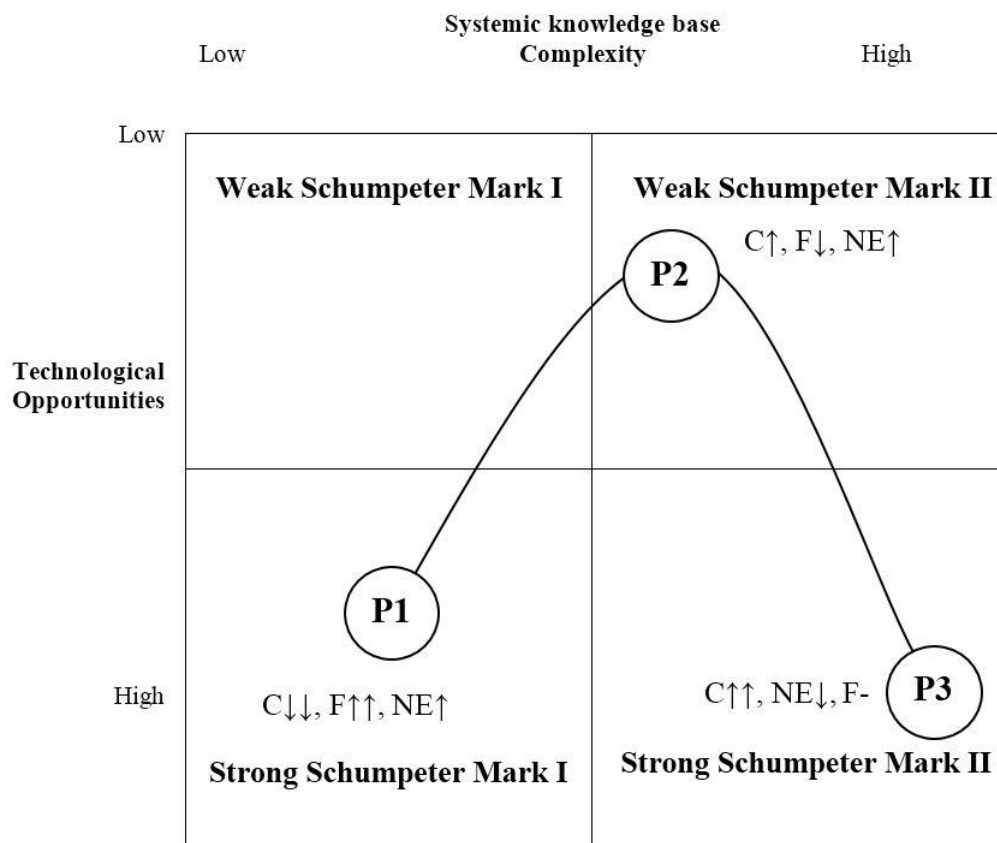 Systemic knowledge base
Low Complexity High
Low
Weak Schumpeter Mark I Weak Schumpeter Mark II
C↑, F↓, NE↑
P2
Technological
Opportunities
P1
High C↓↓, F↑↑, NE↑ C↑↑, NE↓, F- P3
Strong Schumpeter Mark I Strong Schumpeter Mark II